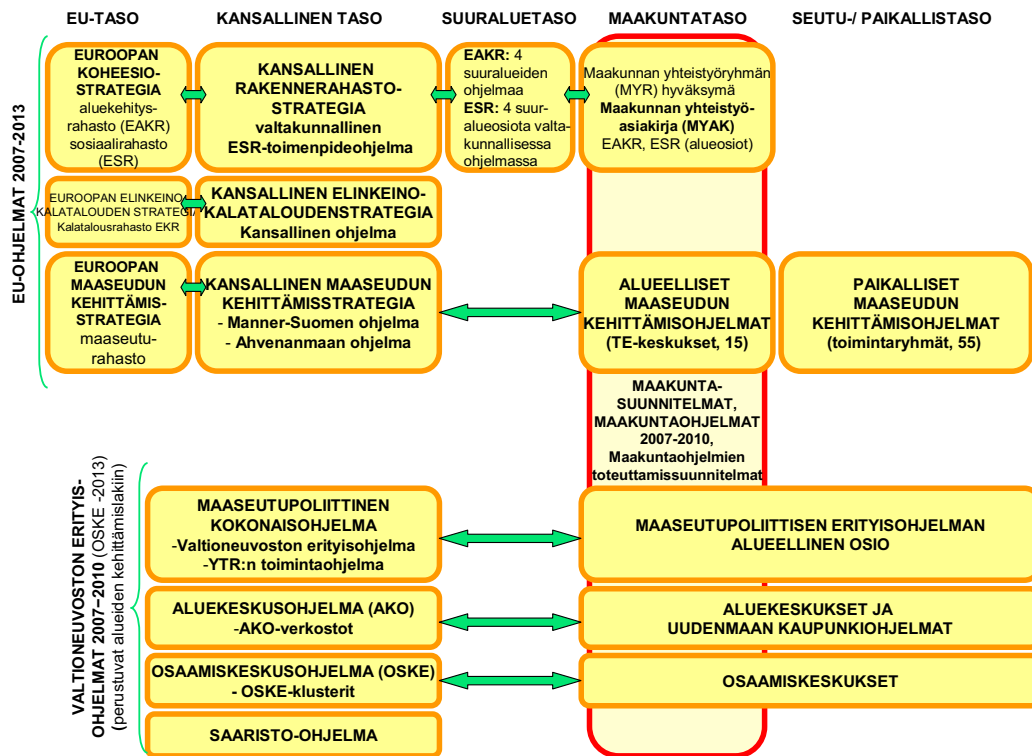 EU-TASO
KANSALLINEN TASO
SUURALUETASO
MAAKUNTATASO
SEUTU-/ PAIKALLISTASO
EU-OHJELMAT 2007-2013
EUROOPAN
KOHEESIO-
STRATEGIA
aluekehitys-
rahasto (EAKR)
sosiaalirahasto
(ESR)
KANSALLINEN
RAKENNERAHASTO-
STRATEGIA
valtakunnallinen
ESR-toimenpideohjelma
EAKR: 4
suuralueiden
ohjelmaa
ESR: 4 suur-
alueosiota valta-
kunnallisessa
ohjelmassa
Maakunnan yhteistyöryhmän
(MYR) hyväksymä
Maakunnan yhteistyö-
asiakirja (MYAK)
EAKR, ESR (alueosiot)
EUROOPAN ELINKEINO-
KALATALOUDEN STRATEGIA
Kalatalousrahasto EKR
KANSALLINEN ELINKEINO-
KALATALOUDENSTRATEGIA
Kansallinen ohjelma
EUROOPAN
MAASEUDUN
KEHITTÄMIS-
STRATEGIA
maaseutu-
rahasto
KANSALLINEN MAASEUDUN
KEHITTÄMISSTRATEGIA
- Manner-Suomen ohjelma
- Ahvenanmaan ohjelma
ALUEELLISET
MAASEUDUN
KEHITTÄMISOHJELMAT
(TE-keskukset, 15)
PAIKALLISET
MAASEUDUN
KEHITTÄMISOHJELMAT
(toimintaryhmät, 55)
MAAKUNTA-
SUUNNITELMAT,
MAAKUNTAOHJELMAT
2007-2010,
Maakuntaohjelmien
toteuttamissuunnitelmat
VALTIONEUVOSTON ERITYIS-
OHJELMAT 2007–2010 (OSKE -2013)
(perustuvat alueiden kehittämislakiin)
MAASEUTUPOLIITTINEN
KOKONAISOHJELMA
-Valtioneuvoston erityisohjelma
-YTR:n toimintaohjelma
MAASEUTUPOLIITTISEN ERITYISOHJELMAN
ALUEELLINEN OSIO
ALUEKESKUSOHJELMA (AKO)
-AKO-verkostot
ALUEKESKUKSET JA
UUDENMAAN KAUPUNKIOHJELMAT
OSAAMISKESKUSOHJELMA (OSKE)
- OSKE-klusterit
OSAAMISKESKUKSET
SAARISTO-OHJELMA